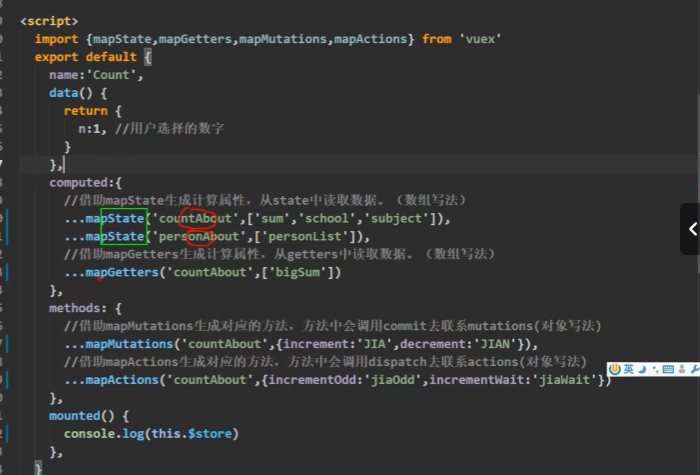 <script>
import {mapState,mapGetters,mapMutations,mapActions} from 'vuex'
export default {
name:'Count',
data() {
return {
n:1, //用户选择的数字
}
},
computed:{
//借助mapState生成计算属性，从state中读取数据。（数组写法）
...mapState('countAbout',['sum','school','subject']),
...mapState('personAbout',['personList']),
//借助mapGetters生成计算属性，从getters中读取数据。（数组写法）
...mapGetters('countAbout',['bigSum'])
},
methods: {
//借助mapMutations生成对应的方法，方法中会调用commit去联系mutations(对象写法)
...mapMutations('countAbout',{increment:'JIA',decrement:'JIAN'}),
//借助mapActions生成对应的方法，方法中会调用dispatch去联系actions(对象写法)
...mapActions('countAbout',{incrementOdd:'jiaOdd',incrementWait:'jiaWait'})
英
},
mounted() {
console.log(this.$store)
},
}